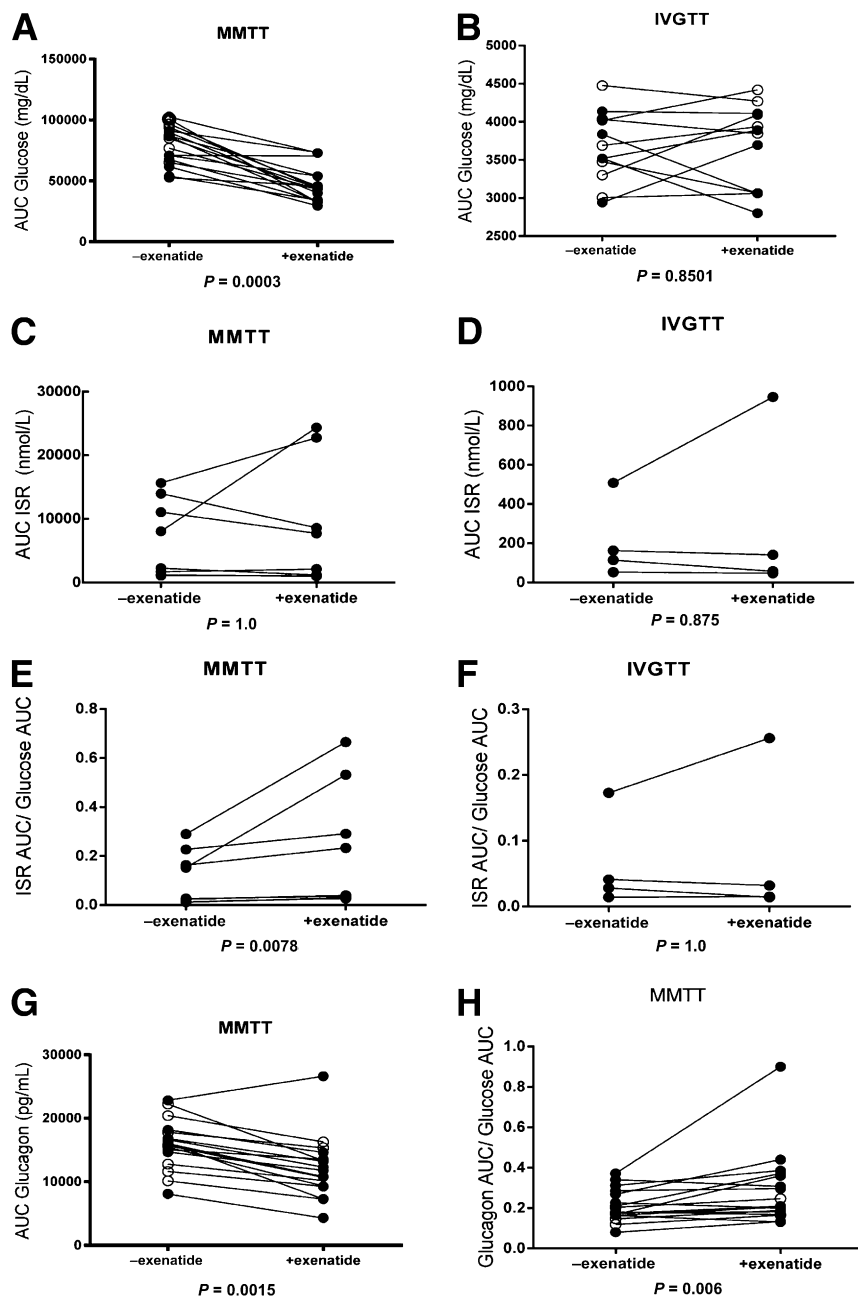 A
MMTT
AUC Glucose (mg/dL)
150000
100000
50000
0
–exenatide
+exenatide
P = 0.0003
B
IVGTT
AUC Glucose (mg/dL)
5000
4500
4000
3500
3000
2500
–exenatide
+exenatide
P = 0.8501
C
MMTT
AUC ISR (nmol/L)
30000
20000
10000
0
–exenatide
+exenatide
P = 1.0
D
IVGTT
AUC ISR (nmol/L)
1000
800
600
400
200
0
–exenatide
+exenatide
P = 0.875
E
MMTT
ISR AUC/ Glucose AUC
0.8
0.6
0.4
0.2
0.0
–exenatide
+exenatide
P = 0.0078
F
IVGTT
ISR AUC/ Glucose AUC
0.3
0.2
0.1
0.0
–exenatide
+exenatide
P = 1.0
G
MMTT
AUC Glucagon (pg/mL)
30000
20000
10000
0
–exenatide
+exenatide
P = 0.0015
H
MMTT
Glucagon AUC/ Glucose AUC
1.0
0.8
0.6
0.4
0.2
0.0
–exenatide
+exenatide
P = 0.006